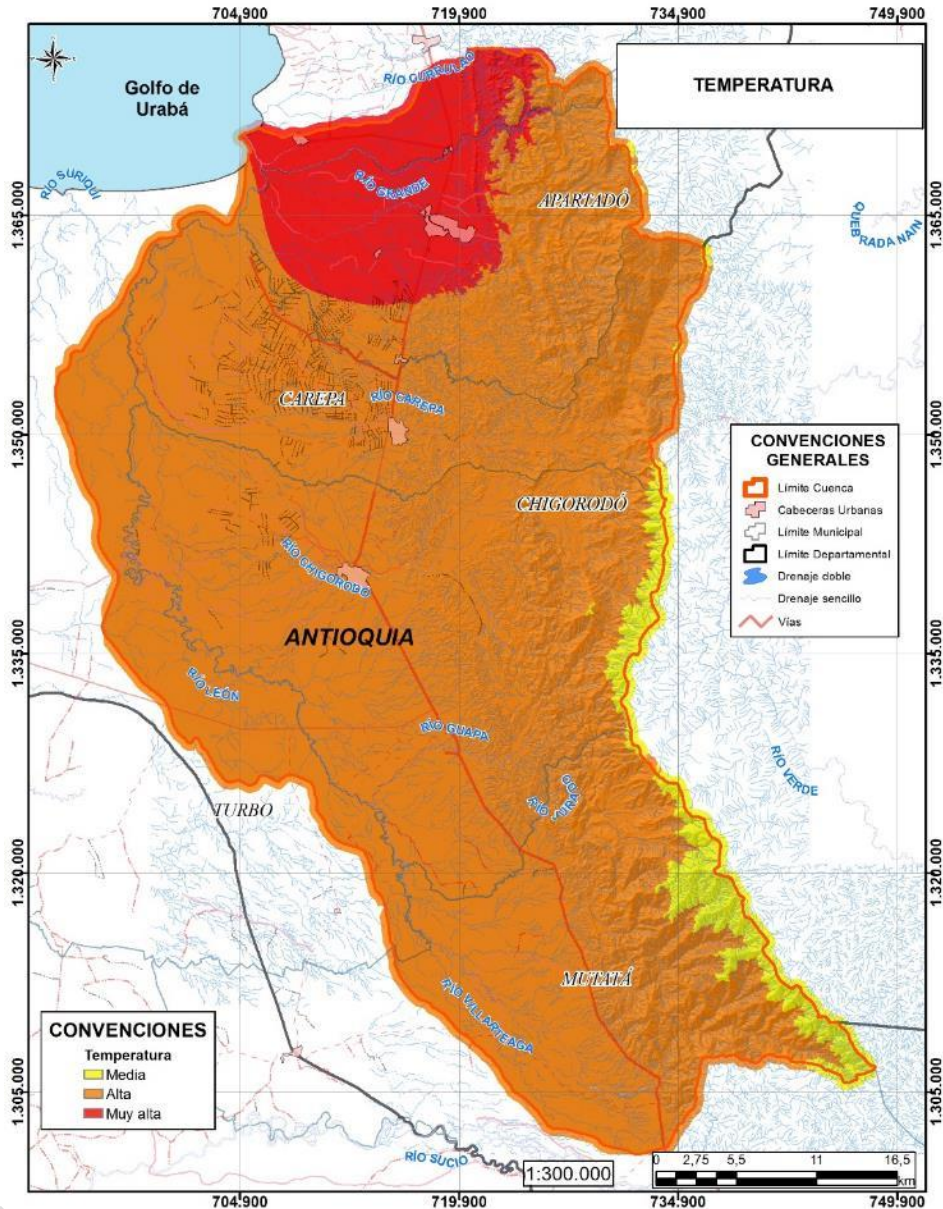 704,900
719,900
734,900
749,900
TEMPERATURA
Golfo de
Urabá
RÍO CURRULAO
RÍO SURIQUI
RÍO GRANDE
APARTADÓ
QUEBRADA NAIN
1.365.000
1.365.000
CAREPA
RÍO CAREPA
1.350.000
1.350.000
CONVENCIONES
GENERALES
Límite Cuenca
Cabeceras Urbanas
Límite Municipal
Límite Departamental
Drenaje doble
Drenaje sencillo
Vías
CHIGORODÓ
RÍO CHIGORODO
ANTIOQUIA
1.335.000
1.335.000
RÍO LEÓN
RÍO GUAPA
RÍO VERDE
TURBO
1.320.000
1.320.000
MUTATÁ
RÍO VILLARTEAGA
CONVENCIONES
Temperatura
Media
Alta
Muy alta
1.305.000
1.305.000
RÍO SUCIO
1:300.000
0 2,75 5,5 11 16,5
km
704,900
719,900
734,900
749,900